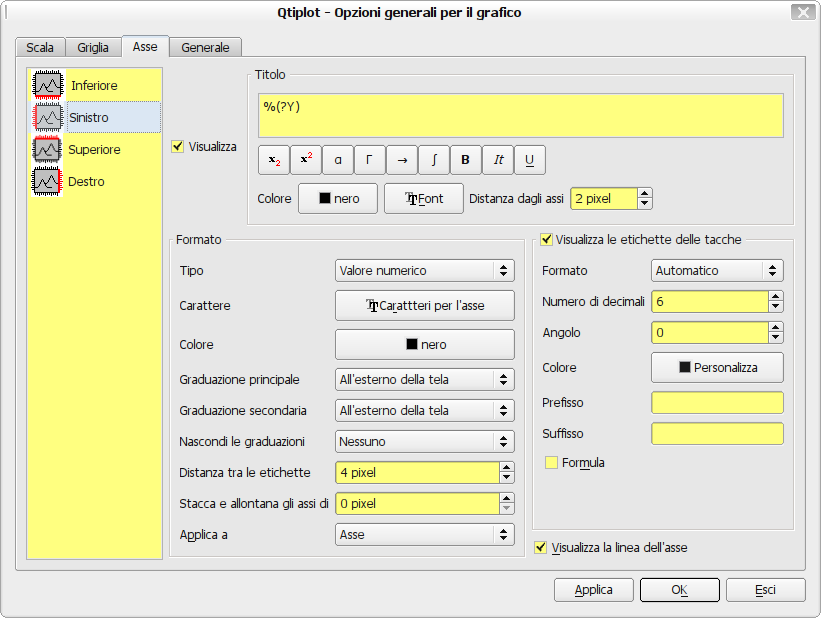 Qtiplot - Opzioni generali per il grafico
Scala
Griglia
Asse
Generale
Inferiore
Sinistro
Superiore
Destro
Visualizza
Titolo
%(?Y)
x2
x2
α
Γ
→
∫
B
It
U
Colore
nero
Font
Distanza dagli assi
2 pixel
Formato
Tipo
Valore numerico
Carattere
Carattteri per l'asse
Colore
nero
Graduazione principale
All'esterno della tela
Graduazione secondaria
All'esterno della tela
Nascondi le graduazioni
Nessuno
Distanza tra le etichette
4 pixel
Stacca e allontana gli assi di
0 pixel
Applica a
Asse
Visualizza le etichette delle tacche
Formato
Automatico
Numero di decimali
6
Angolo
0
Colore
Personalizza
Prefisso
Suffisso
Formula
Visualizza la linea dell'asse
Applica
OK
Esci